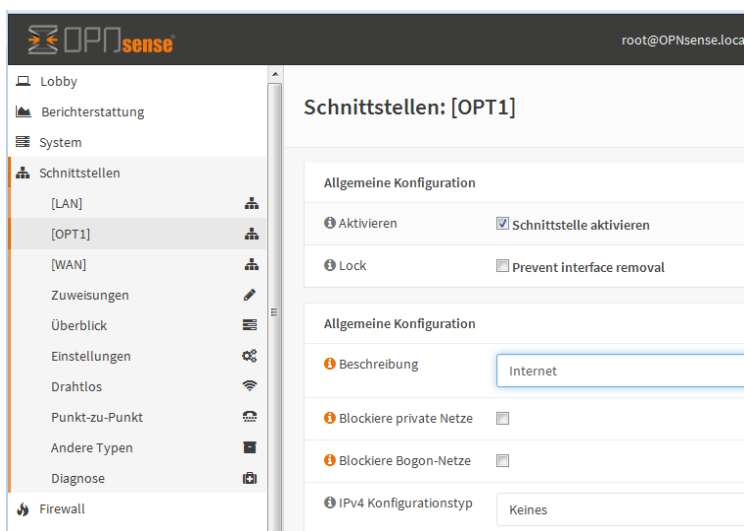 OPNsense
root@OPNsense.loca
Lobby
Berichterstattung
System
Schnittstellen
[LAN]
[OPT1]
[WAN]
Zuweisungen
Überblick
Einstellungen
Drahtlos
Punkt-zu-Punkt
Andere Typen
Diagnose
Firewall
Schnittstellen: [OPT1]
Allgemeine Konfiguration
Aktivieren
Schnittstelle aktivieren
Lock
Prevent interface removal
Allgemeine Konfiguration
Beschreibung
Internet
Blockiere private Netze
Blockiere Bogon-Netze
IPv4 Konfigurationstyp
Keines